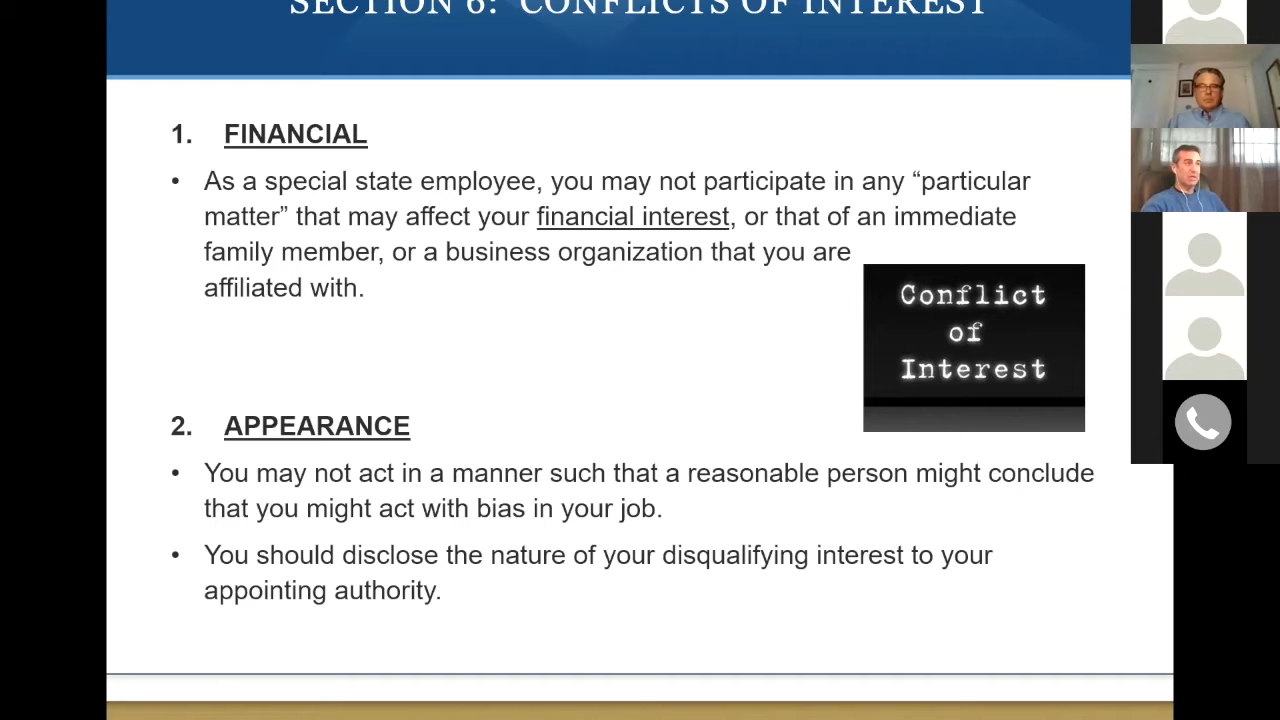 SECTION 6: CONFLICTS OF INTEREST
1. FINANCIAL
• As a special state employee, you may not participate in any “particular
matter” that may affect your financial interest, or that of an immediate
family member, or a business organization that you are
affiliated with.
Conflict
of
Interest
2. APPEARANCE
• You may not act in a manner such that a reasonable person might conclude
that you might act with bias in your job.
• You should disclose the nature of your disqualifying interest to your
appointing authority.